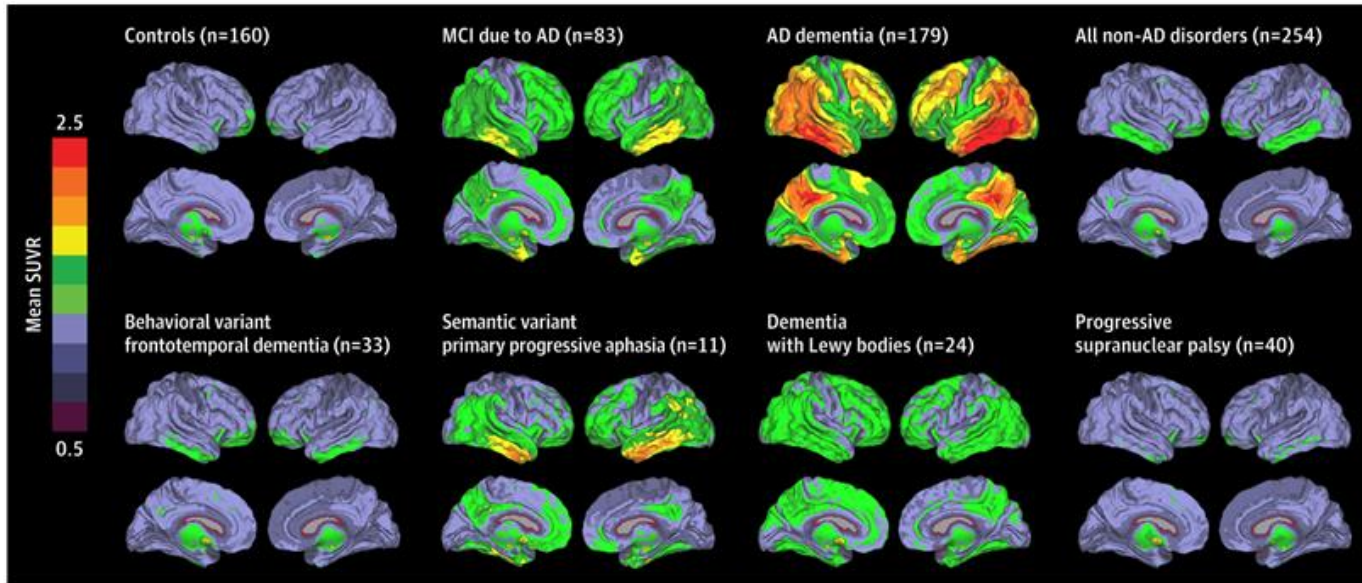 Controls (n=160)
MCI due to AD (n=83)
AD dementia (n=179)
All non-AD disorders (n=254)
2.5
Mean SUVR
0.5
Behavioral variant
frontotemporal dementia (n=33)
Semantic variant
primary progressive aphasia (n=11)
Dementia
with Lewy bodies (n=24)
Progressive
supranuclear palsy (n=40)